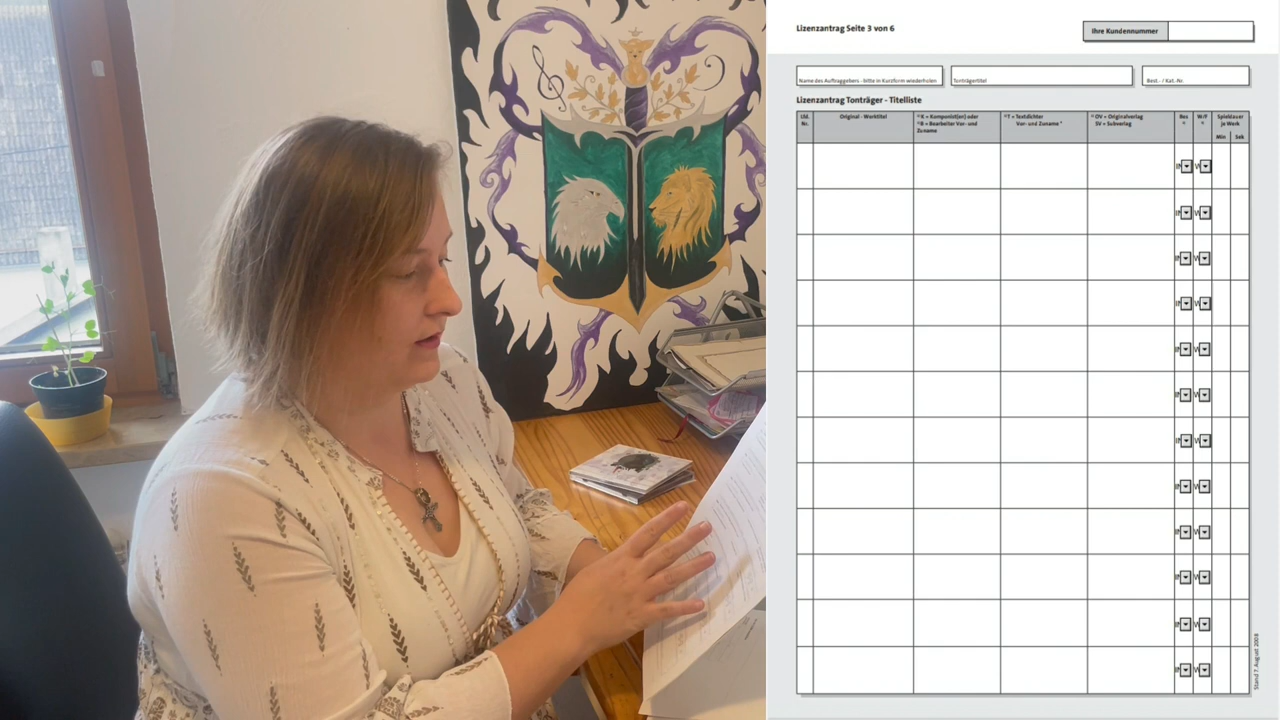 Lizenzantrag Seite 3 von 6
Ihre Kundennummer
Name des Auftraggebers - bitte in Kurzform wiederholen
Tonträgertitel
Best.- / Kat.-Nr.
Lizenzantrag Tonträger - Titelliste
Lfd. Nr.
Original - Werktitel
K = Komponist(en) oder
B = Bearbeiter Vor- und
Zuname
T = Textdichter
Vor- und Zuname
OV = Originalverlag
SV = Subverlag
Bes
W/F
Spieldauer
je Werk
Min Sek
Stand 7. August 2008